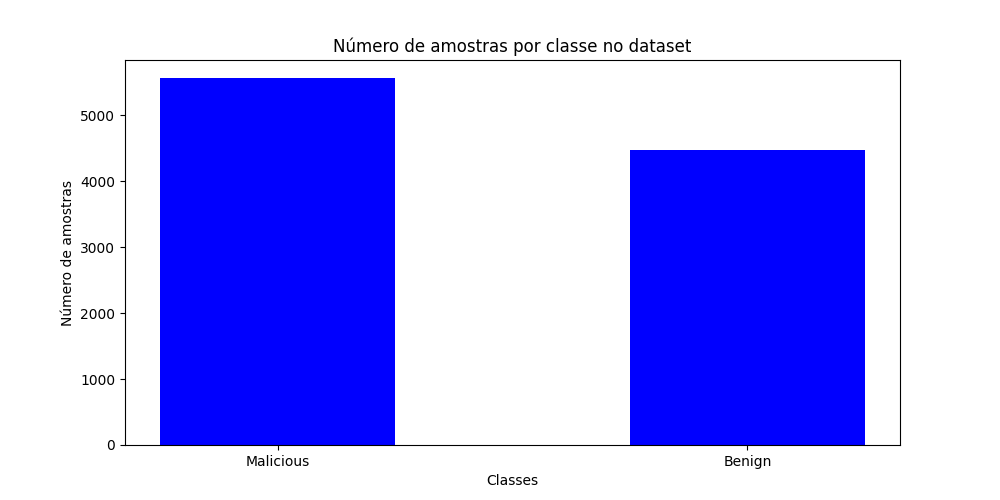 Número de amostras por classe no dataset
Número de amostras
5000
4000
3000
2000
1000
0
Malicious
Benign
Classes